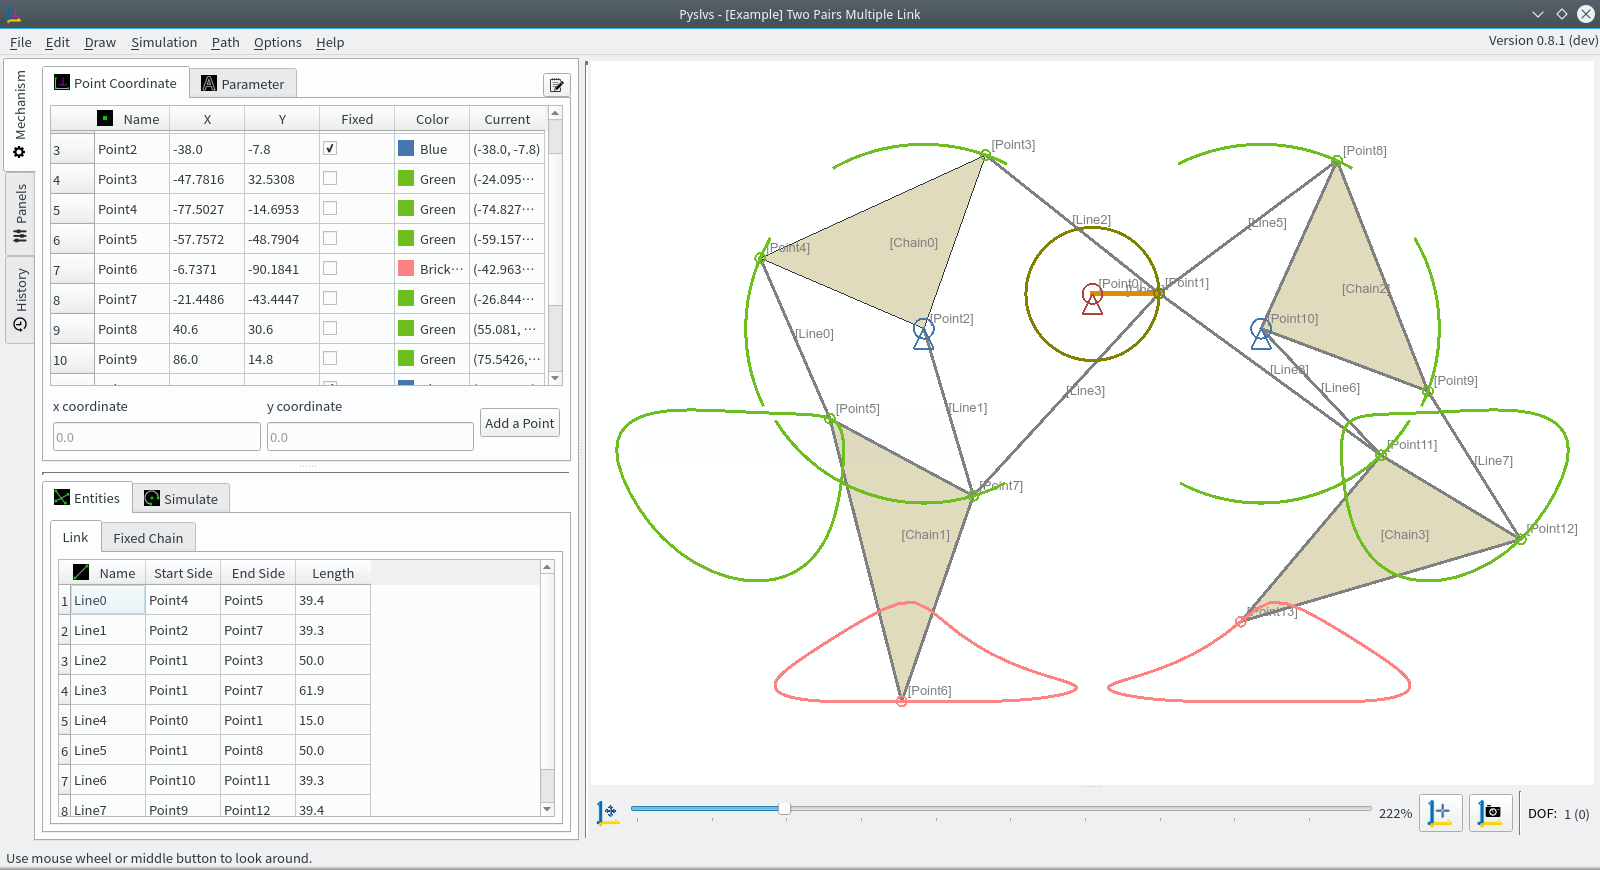 Pyslvs - [Example] Two Pairs Multiple Link
File Edit Draw Simulation Path Options Help
Version 0.8.1 (dev)
Mechanism
Panels
History
Point Coordinate
Parameter
Name X Y Fixed Color Current
3 Point2 -38.0 -7.8 Blue (-38.0, -7.8)
4 Point3 -47.7816 32.5308 Green (-24.095···
5 Point4 -77.5027 -14.6953 Green (-74.827···
6 Point5 -57.7572 -48.7904 Green (-59.157···
7 Point6 -6.7371 -90.1841 Brick··· (-42.963···
8 Point7 -21.4486 -43.4447 Green (-26.844···
9 Point8 40.6 30.6 Green (55.081, ···
10 Point9 86.0 14.8 Green (75.5426,···
x coordinate
y coordinate
0.0
0.0
Add a Point
Entities
Simulate
Link
Fixed Chain
Name Start Side End Side Length
1 Line0 Point4 Point5 39.4
2 Line1 Point2 Point7 39.3
3 Line2 Point1 Point3 50.0
4 Line3 Point1 Point7 61.9
5 Line4 Point0 Point1 15.0
6 Line5 Point1 Point8 50.0
7 Line6 Point10 Point11 39.3
8 Line7 Point9 Point12 39.4
[Point3]
[Point8]
[Line2]
[Line5]
[Chain0]
[Point4]
[Point0]
[Point1]
[Chain2]
[Point2]
[Point10]
[Line0]
[Line8]
[Line6]
[Point9]
[Line3]
[Point5]
[Line1]
[Point11]
[Line7]
[Point7]
[Point12]
[Chain1]
[Chain3]
[Point13]
[Point6]
222%
DOF: 1 (0)
Use mouse wheel or middle button to look around.